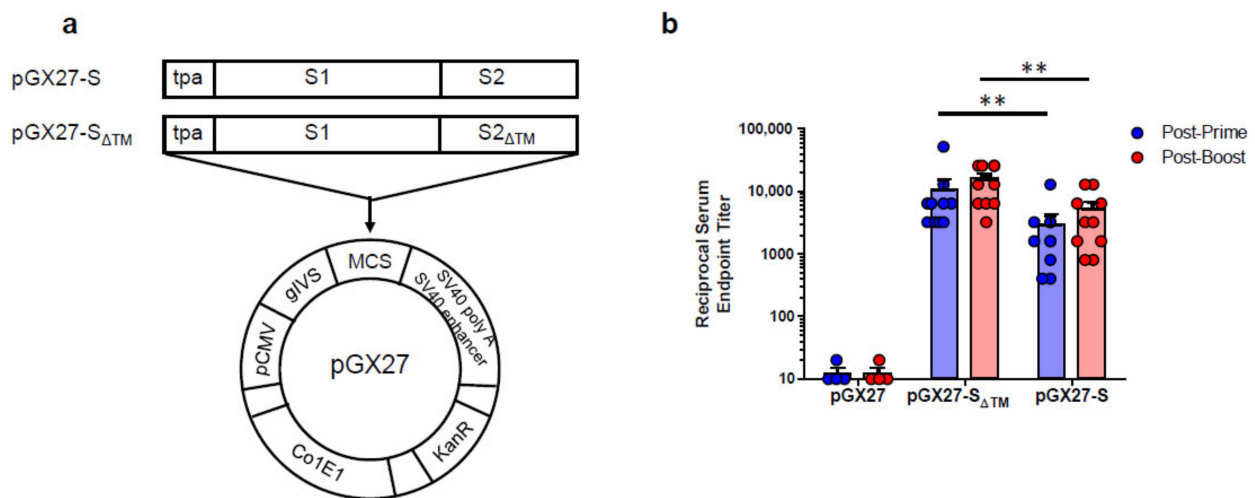 a
pGX27-S
tpa
S1
S2
pGX27-SΔTM
tpa
S1
S2ΔTM
MCS
SV40 poly A
SV40 enhancer
gIVS
pCMV
pGX27
KanR
Co1E1
b
**
**
Post-Prime
Post-Boost
Reciprocal Serum
Endpoint Titer
100,000
10,000
1000
100
10
pGX27
pGX27-SΔTM
pGX27-S